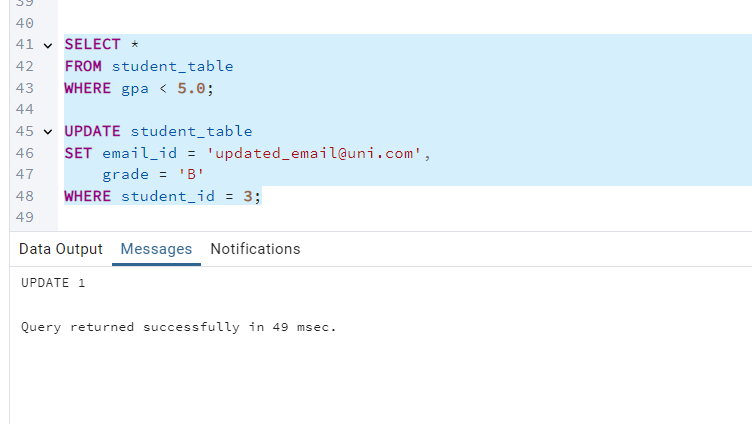 39
40
41 SELECT *
42 FROM student_table
43 WHERE gpa < 5.0;
44
45 UPDATE student_table
46 SET email_id = 'updated_email@uni.com',
47 grade = 'B'
48 WHERE student_id = 3;
49
Data Output Messages Notifications
UPDATE 1
Query returned successfully in 49 msec.